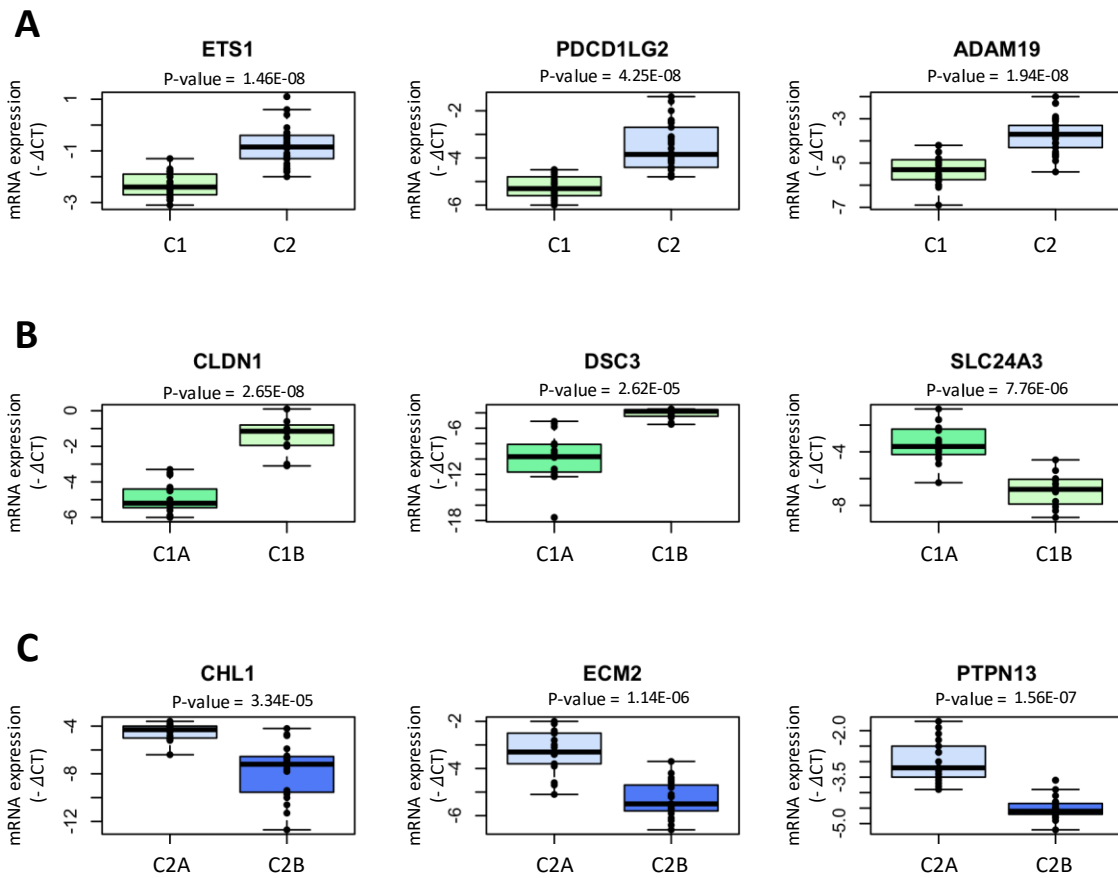 A
ETS1 PDCD1LG2 ADAM19
P-value = 1.46E-08 P-value = 4.25E-08 P-value = 1.94E-08
mRNA expression
(- ΔCT)
1
-1
-3
C1 C2
mRNA expression
(- ΔCT)
-2
-4
-6
C1 C2
mRNA expression
(- ΔCT)
-3
-5
-7
C1 C2
B
CLDN1 DSC3 SLC24A3
P-value = 2.65E-08 P-value = 2.62E-05 P-value = 7.76E-06
mRNA expression
(- ΔCT)
0
-2
-4
-6
C1A C1B
mRNA expression
(- ΔCT)
-6
-12
-18
C1A C1B
mRNA expression
(- ΔCT)
-4
-8
C1A C1B
C
CHL1 ECM2 PTPN13
P-value = 3.34E-05 P-value = 1.14E-06 P-value = 1.56E-07
mRNA expression
(- ΔCT)
-4
-8
-12
C2A C2B
mRNA expression
(- ΔCT)
-2
-4
-6
C2A C2B
mRNA expression
(- ΔCT)
-2.0
-3.5
-5.0
C2A C2B